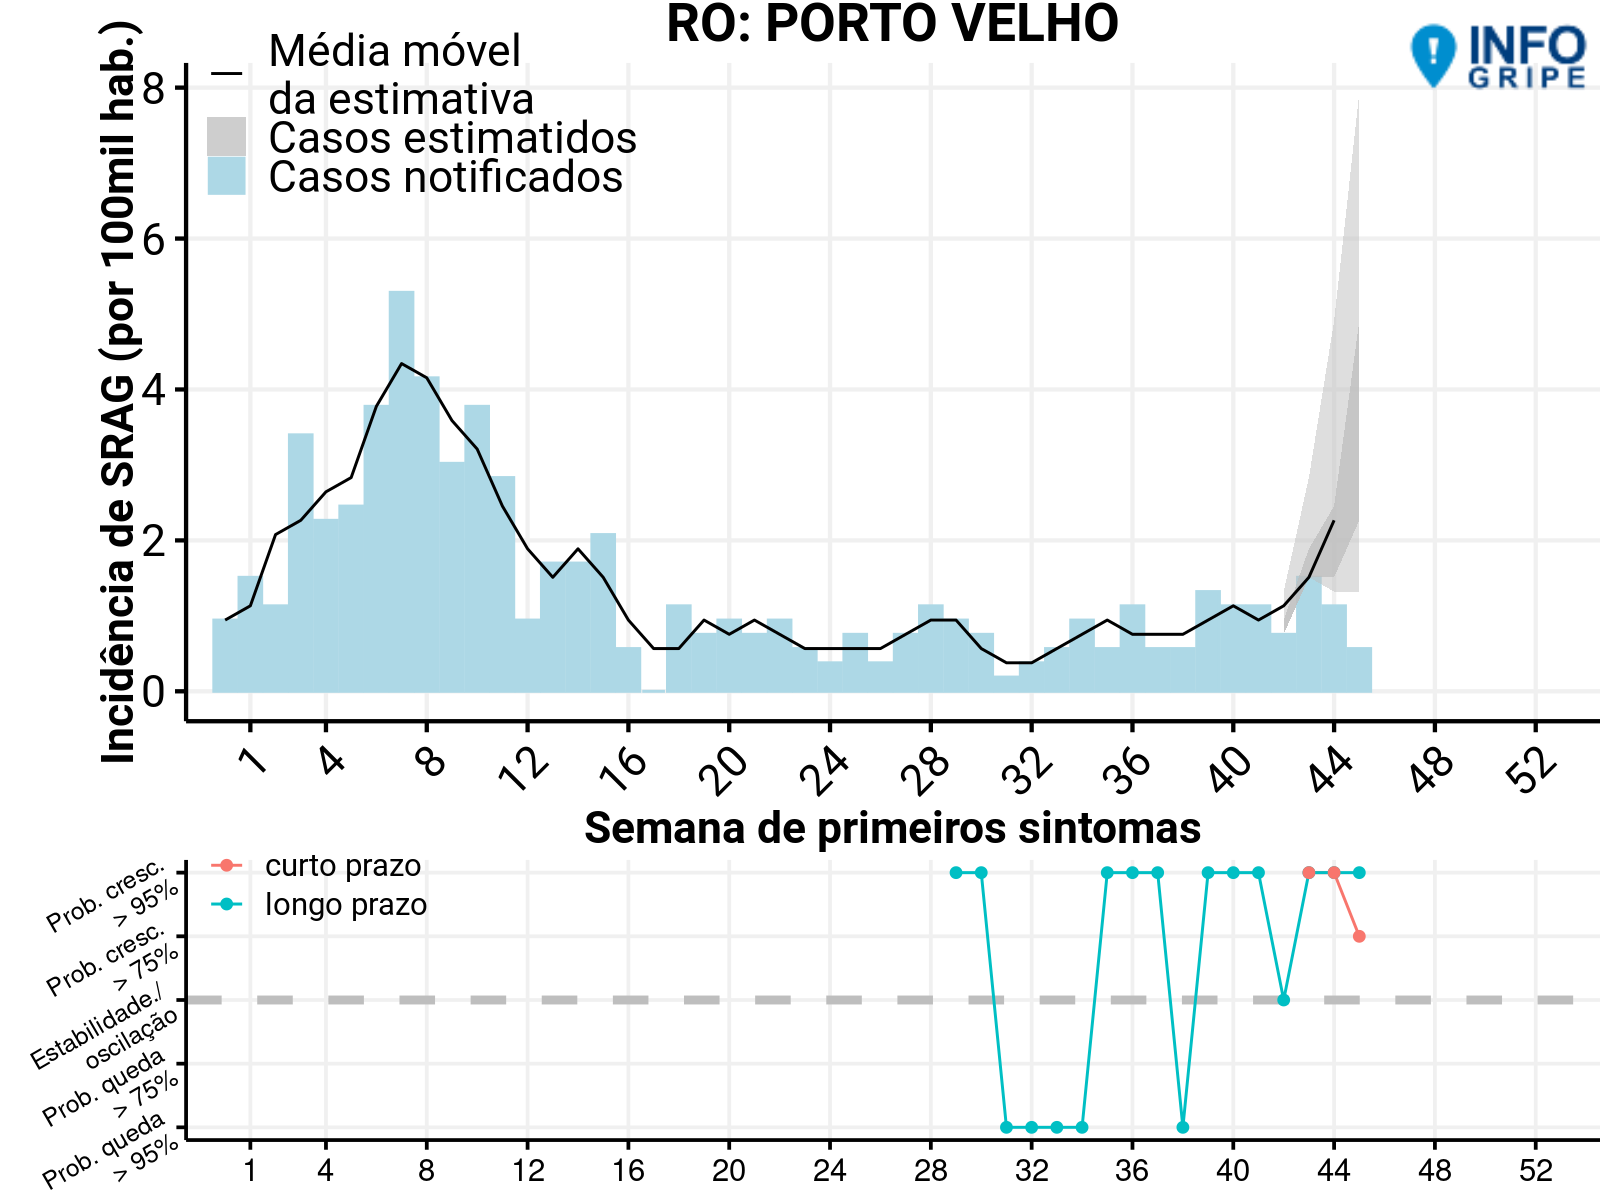 RO: PORTO VELHO
INFO
GRIPE
Média móvel
da estimativa
Casos estimatidos
Casos notificados
Incidência de SRAG (por 100mil hab.)
8
6
4
2
0
1 4 8 12 16 20 24 28 32 36 40 44 48 52
Semana de primeiros sintomas
curto prazo
longo prazo
Prob. cresc.
> 95%
Prob. cresc.
> 75%
Estabilidade./
oscilação
Prob. queda
> 75%
Prob. queda
> 95%
1 4 8 12 16 20 24 28 32 36 40 44 48 52